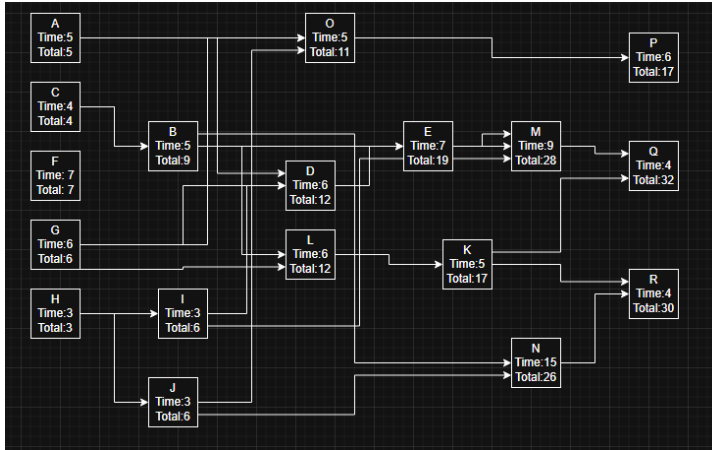 A
Time:5
Total:5
O
Time:5
Total:11
P
Time:6
Total:17
C
Time:4
Total:4
B
Time:5
Total:9
E
Time:7
Total:19
M
Time:9
Total:28
Q
Time:4
Total:32
F
Time: 7
Total: 7
D
Time:6
Total:12
G
Time:6
Total:6
L
Time:6
Total:12
K
Time:5
Total:17
H
Time:3
Total:3
I
Time:3
Total:6
R
Time:4
Total:30
N
Time:15
Total:26
J
Time:3
Total:6